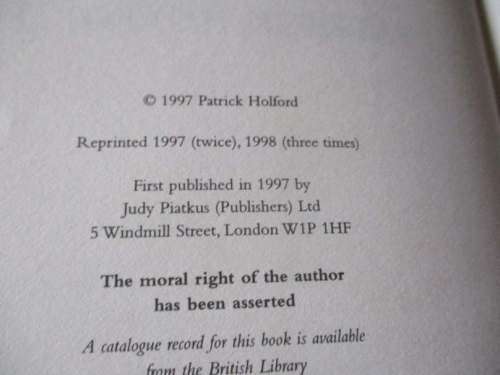 © 1997 Patrick Holford
Reprinted 1997 (twice), 1998 (three times)
First published in 1997 by
Judy Piatkus (Publishers) Ltd
5 Windmill Street, London W1P 1HF
The moral right of the author
has been asserted
A catalogue record for this book is available
from the British Library